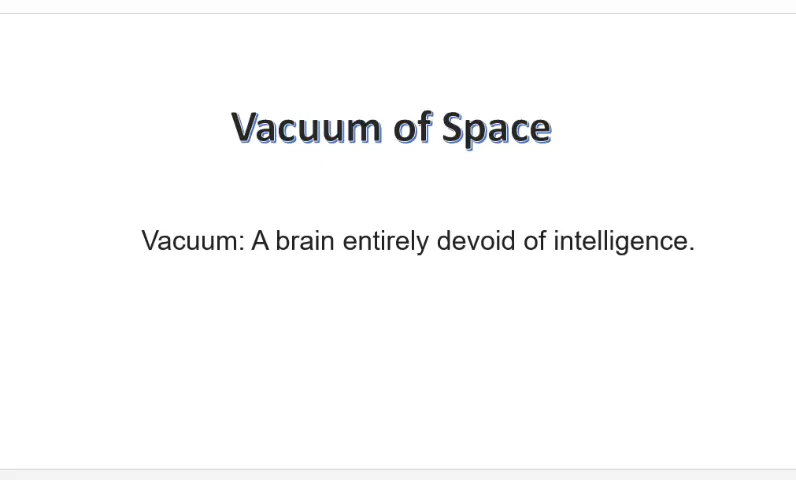 Vacuum of Space
Vacuum: A brain entirely devoid of intelligence.